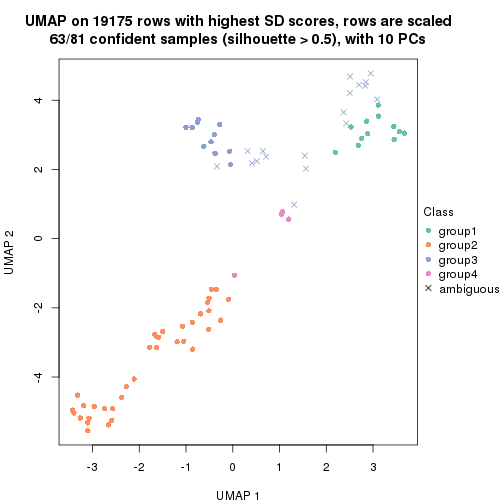 UMAP on 19175 rows with highest SD scores, rows are scaled
63/81 confident samples (silhouette > 0.5), with 10 PCs
4
2
0
-2
-4
UMAP 2
-3
-2
-1
0
1
2
3
UMAP 1
Class
group1
group2
group3
group4
ambiguous